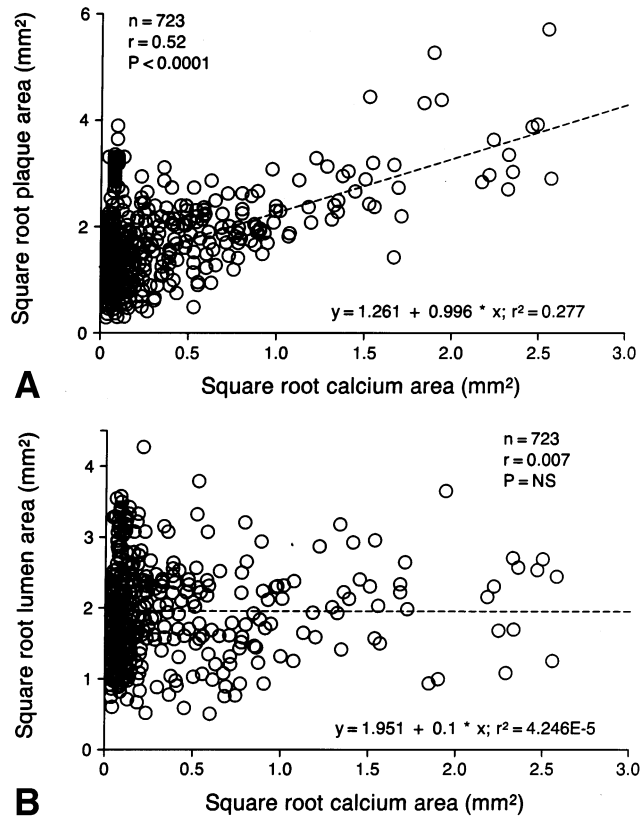 6
4
2
0
Square root plaque area (mm²)
n = 723
r = 0.52
P < 0.0001
y = 1.261 + 0.996 * x; r² = 0.277
0 0.5 1.0 1.5 2.0 2.5 3.0
Square root calcium area (mm²)
A
4
3
2
1
0
Square root lumen area (mm²)
n = 723
r = 0.007
P = NS
y = 1.951 + 0.1 * x; r² = 4.246E-5
0 0.5 1.0 1.5 2.0 2.5 3.0
Square root calcium area (mm²)
B